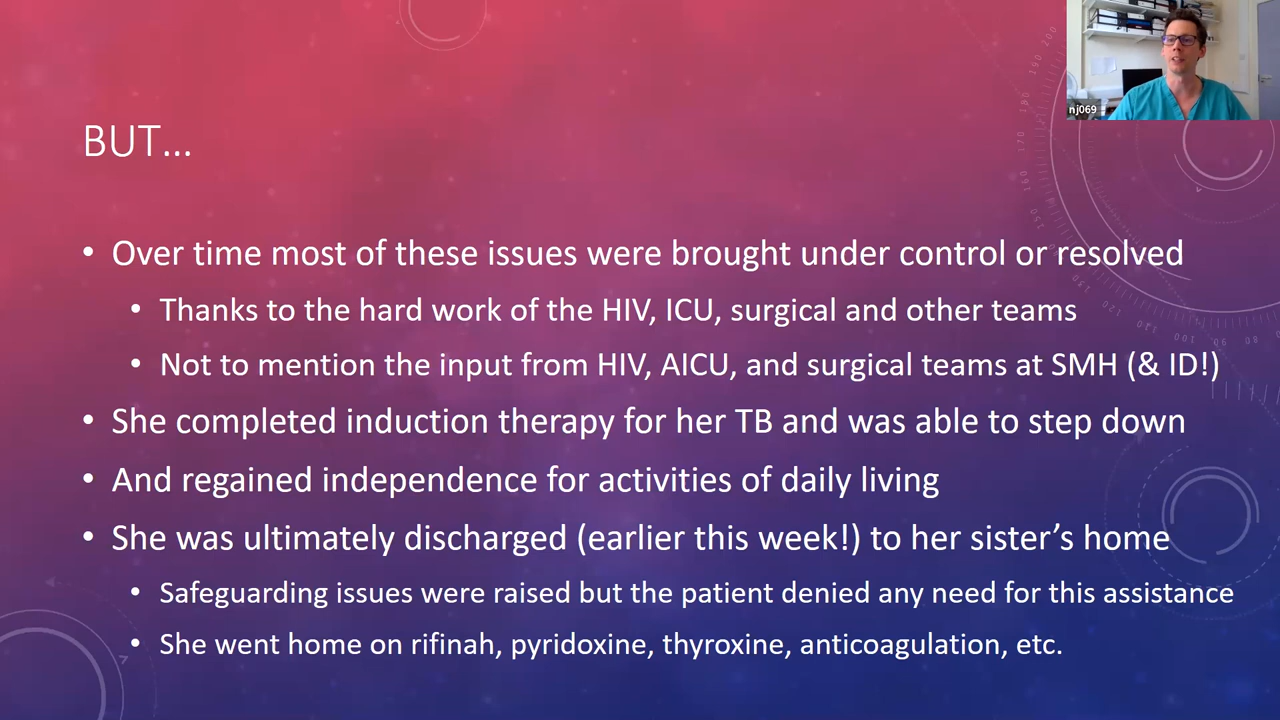 nj069
BUT...
• Over time most of these issues were brought under control or resolved
• Thanks to the hard work of the HIV, ICU, surgical and other teams
• Not to mention the input from HIV, AICU, and surgical teams at SMH (& ID!)
• She completed induction therapy for her TB and was able to step down
• And regained independence for activities of daily living
• She was ultimately discharged (earlier this week!) to her sister's home
• Safeguarding issues were raised but the patient denied any need for this assistance
• She went home on rifinah, pyridoxine, thyroxine, anticoagulation, etc.